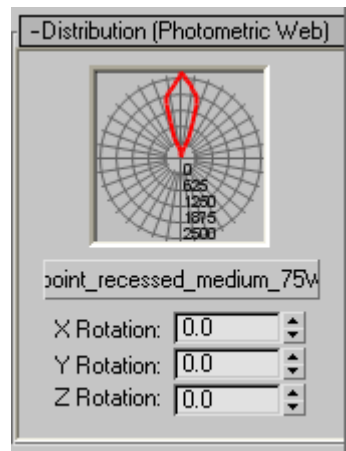 -Distribution (Photometric Web)
0
625
1250
1875
2500
point_recessed_medium_75W
X Rotation: 0.0
Y Rotation: 0.0
Z Rotation: 0.0